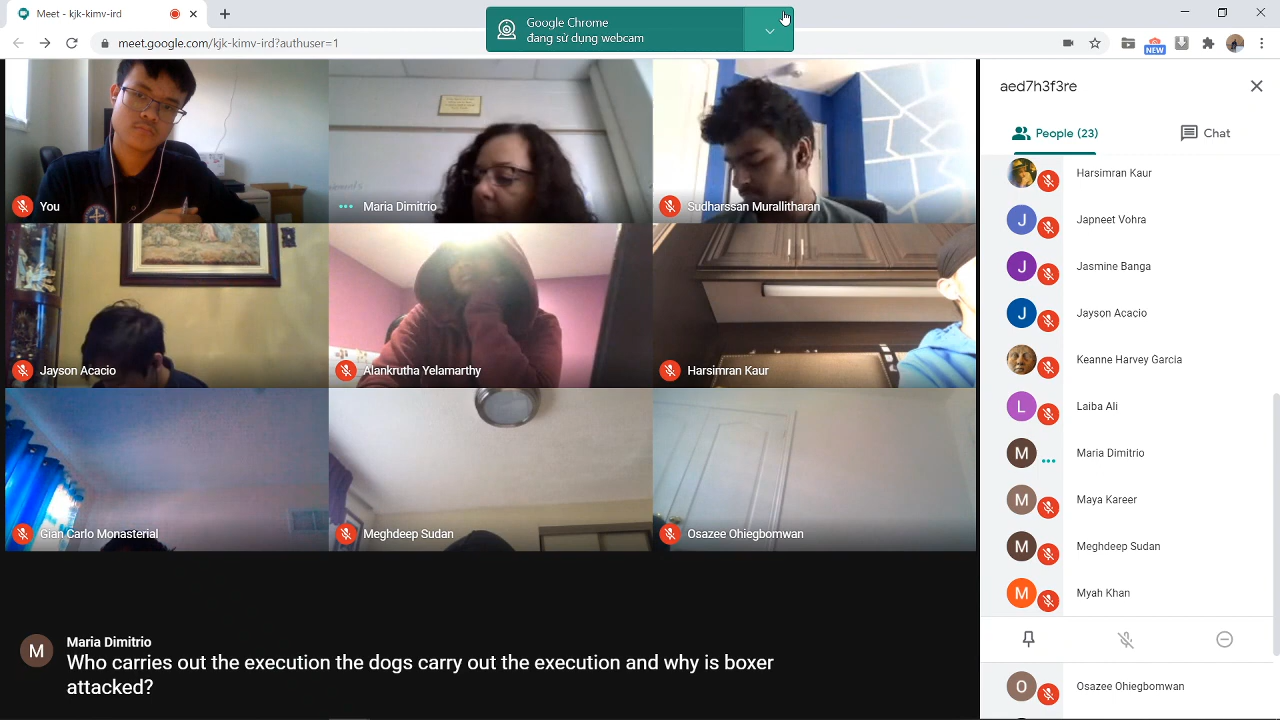 Meet - kjk-kimv-ird
Google Chrome
đang sử dụng webcam
meet.google.com/kjk-kimv-ird?authuser=1
NEW
You
Maria Dimitrio
Sudharssan Murallitharan
Jayson Acacio
Alankrutha Yelamarthy
Harsimran Kaur
Gian Carlo Monasterial
Meghdeep Sudan
Osazee Ohiegbomwan
M
Maria Dimitrio
Who carries out the execution the dogs carry out the execution and why is boxer
attacked?
aed7h3f3re
People (23)
Chat
Harsimran Kaur
J
Japneet Vohra
J
Jasmine Banga
J
Jayson Acacio
Keanne Harvey Garcia
L
Laiba Ali
M
Maria Dimitrio
M
Maya Kareer
M
Meghdeep Sudan
M
Myah Khan
O
Osazee Ohiegbomwan